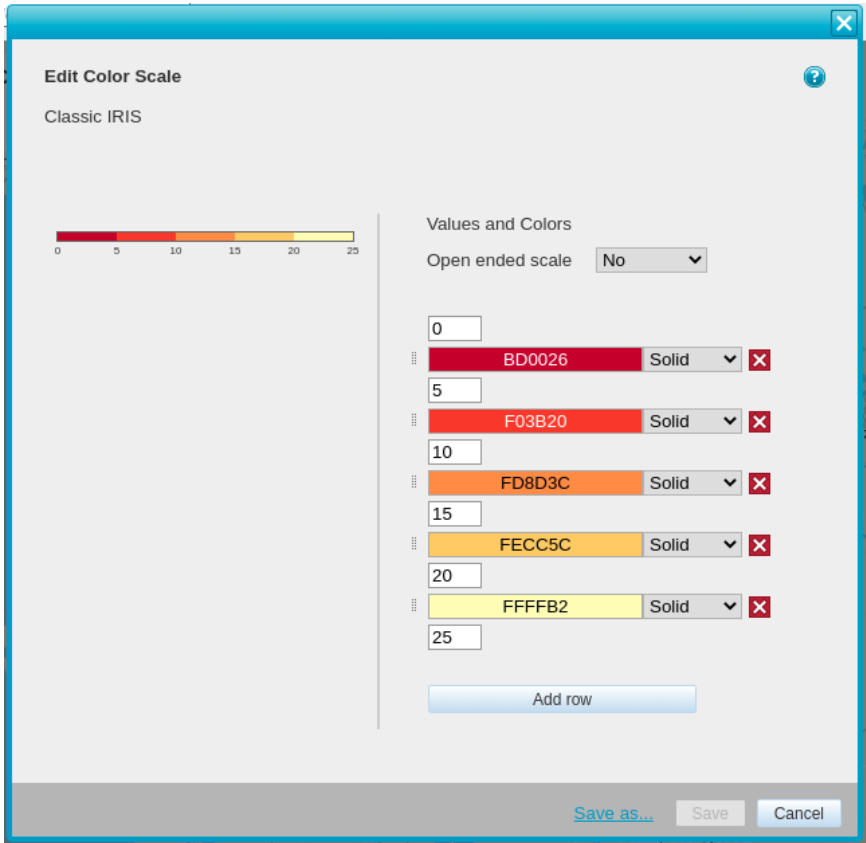 Edit Color Scale
?
Classic IRIS
0 5 10 15 20 25
Values and Colors
Open ended scale No
0
BD0026 Solid
5
F03B20 Solid
10
FD8D3C Solid
15
FECC5C Solid
20
FFFFB2 Solid
25
Add row
Save as... Save Cancel